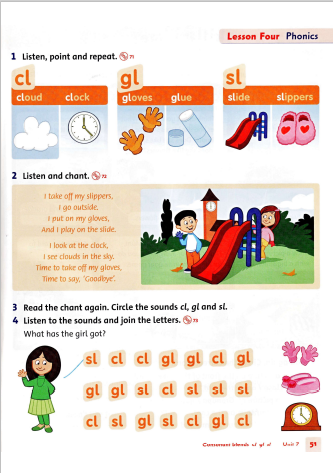 Lesson Four Phonics
1 Listen, point and repeat. 71
cl
gl
sl
cloud clock
gloves glue
slide slippers
2 Listen and chant. 72
I take off my slippers,
I go outside,
I put on my gloves,
And I play on the slide.
I look at the clock,
I see clouds in the sky.
Time to take off my gloves,
Time to say, 'Goodbye'.
3 Read the chant again. Circle the sounds cl, gl and sl.
4 Listen to the sounds and join the letters. 73
What has the girl got?
sl cl cl gl gl cl gl
gl gl sl cl sl sl cl
cl sl gl sl cl gl cl
Consonant blends: cl gl sl Unit 7 51